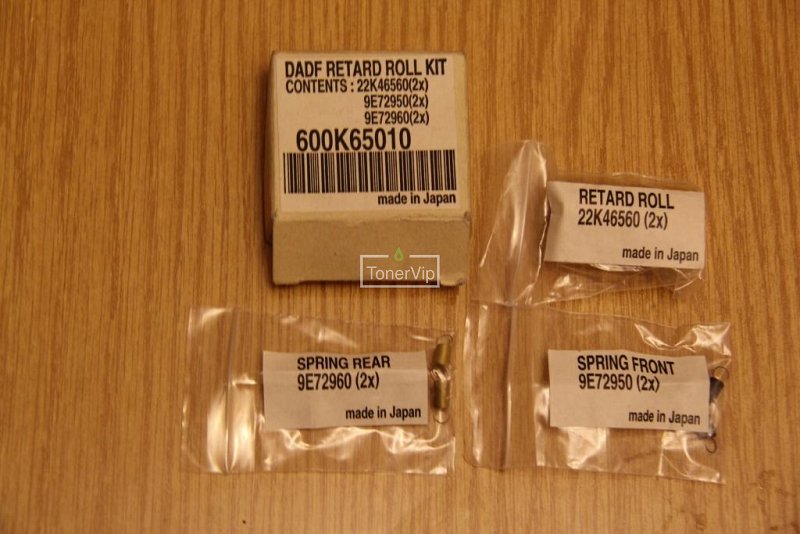 DADF RETARD ROLL KIT
CONTENTS : 22K46560(2x)
9E72950(2x)
9E72960(2x)
600K65010
made in Japan
TonerVip
RETARD ROLL
22K46560 (2x)
made in Japan
SPRING REAR
9E72960 (2x)
made in Japan
SPRING FRONT
9E72950 (2x)
made in Japan